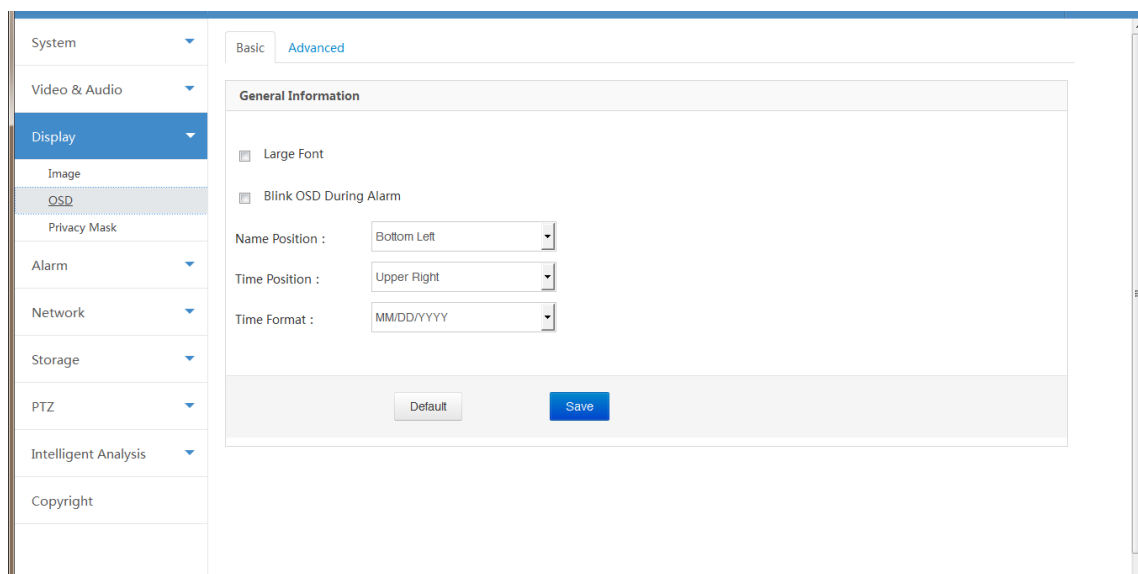 System
Video & Audio
Display
Image
OSD
Privacy Mask
Alarm
Network
Storage
PTZ
Intelligent Analysis
Copyright
Basic Advanced
General Information
Large Font
Blink OSD During Alarm
Name Position : Bottom Left
Time Position : Upper Right
Time Format : MM/DD/YYYY
Default Save